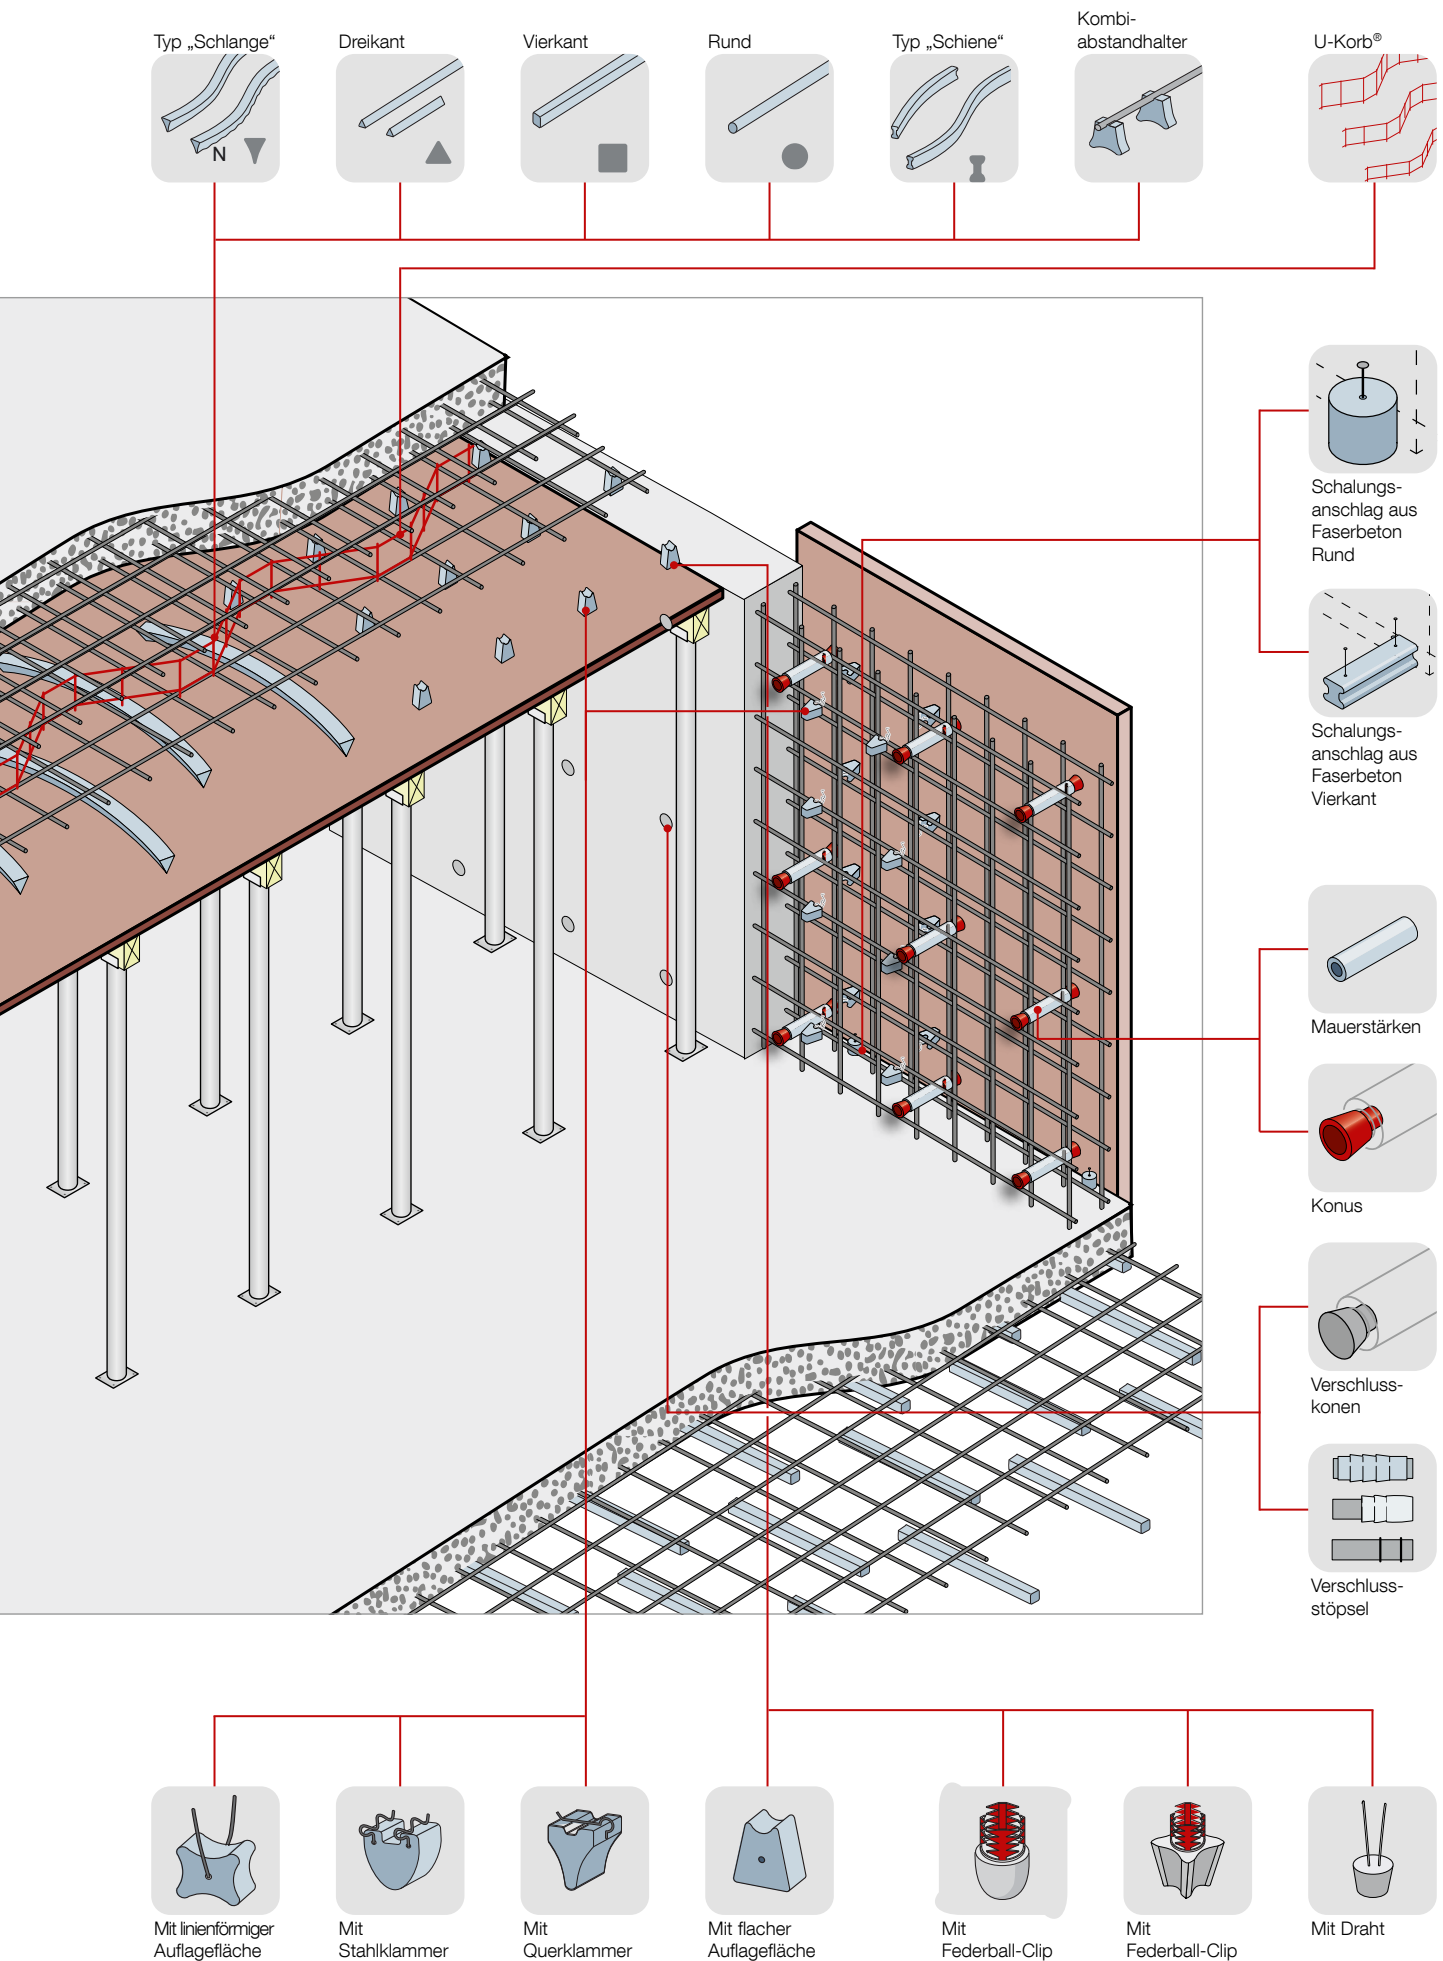 Typ „Schlange“
Dreikant
Vierkant
Rund
Typ „Schiene“
Kombi-
abstandhalter
U-Korb®
N
Schalungs-
anschlag aus
Faserbeton
Rund
Schalungs-
anschlag aus
Faserbeton
Vierkant
Mauerstärken
Konus
Verschluss-
konen
Verschluss-
stöpsel
Mit linienförmiger
Auflagefläche
Mit
Stahlklammer
Mit
Querklammer
Mit flacher
Auflagefläche
Mit
Federball-Clip
Mit
Federball-Clip
Mit Draht